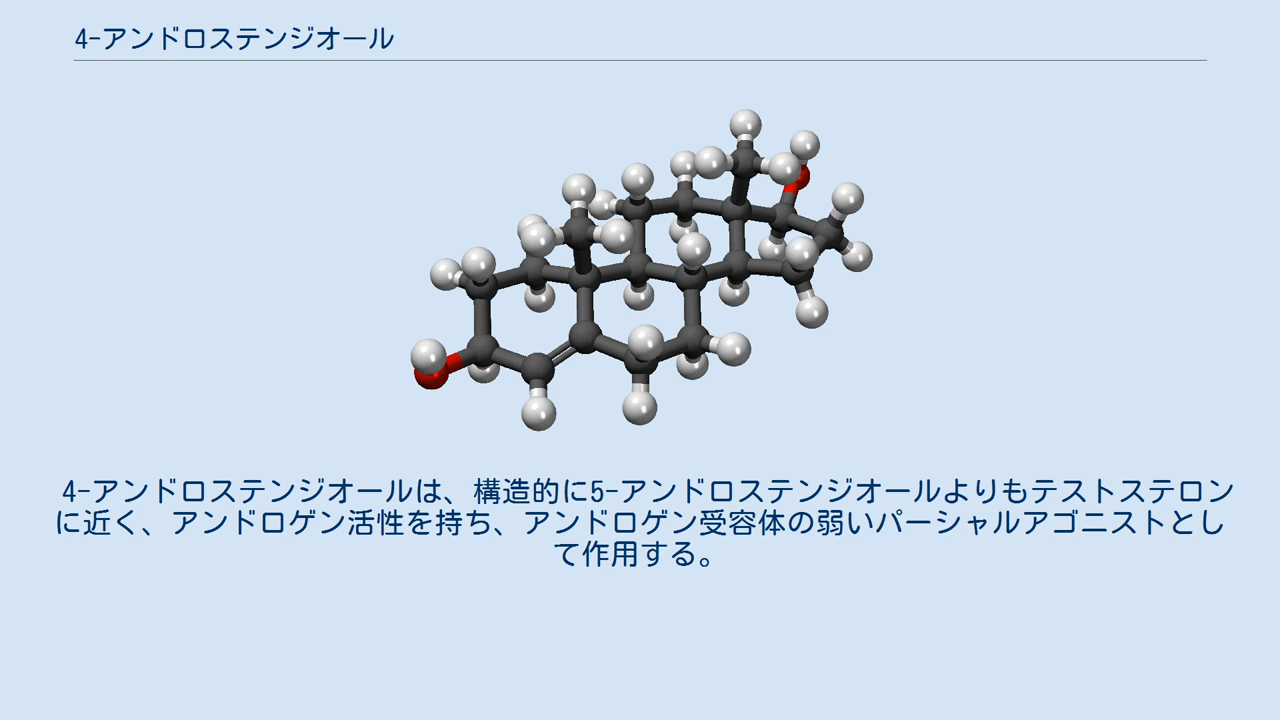 4-アンドロステンジオール
4-アンドロステンジオールは、構造的に5-アンドロステンジオールよりもテストステロン
に近く、アンドロゲン活性を持ち、アンドロゲン受容体の弱いパーシャルアゴニストとし
て作用する。